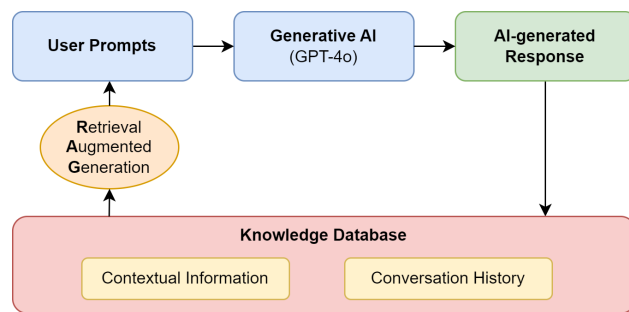 User Prompts
Generative AI
(GPT-4o)
AI-generated
Response
Retrieval
Augmented
Generation
Knowledge Database
Contextual Information
Conversation History